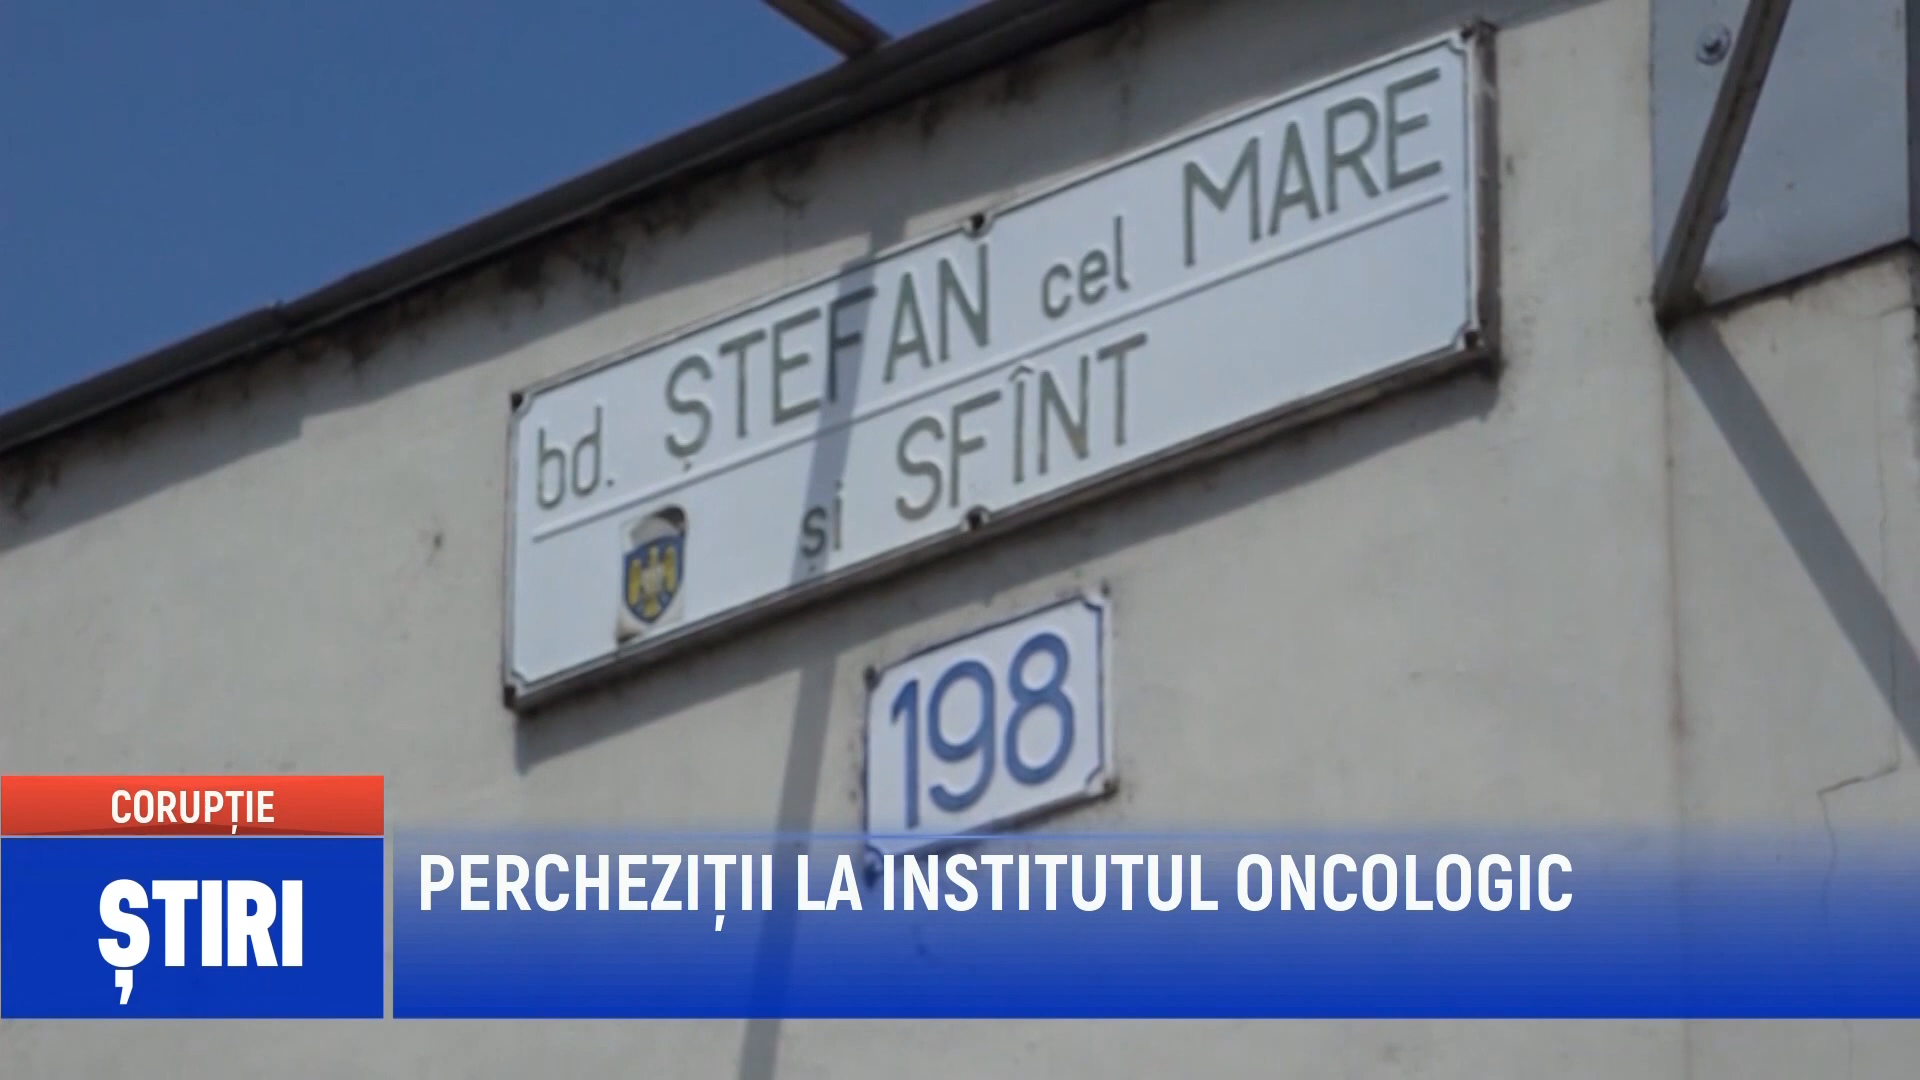 bd. ȘTEFAN cel MARE
și SFÎNT
198
CORUPȚIE
ȘTIRI
PERCHEZIȚII LA INSTITUTUL ONCOLOGIC